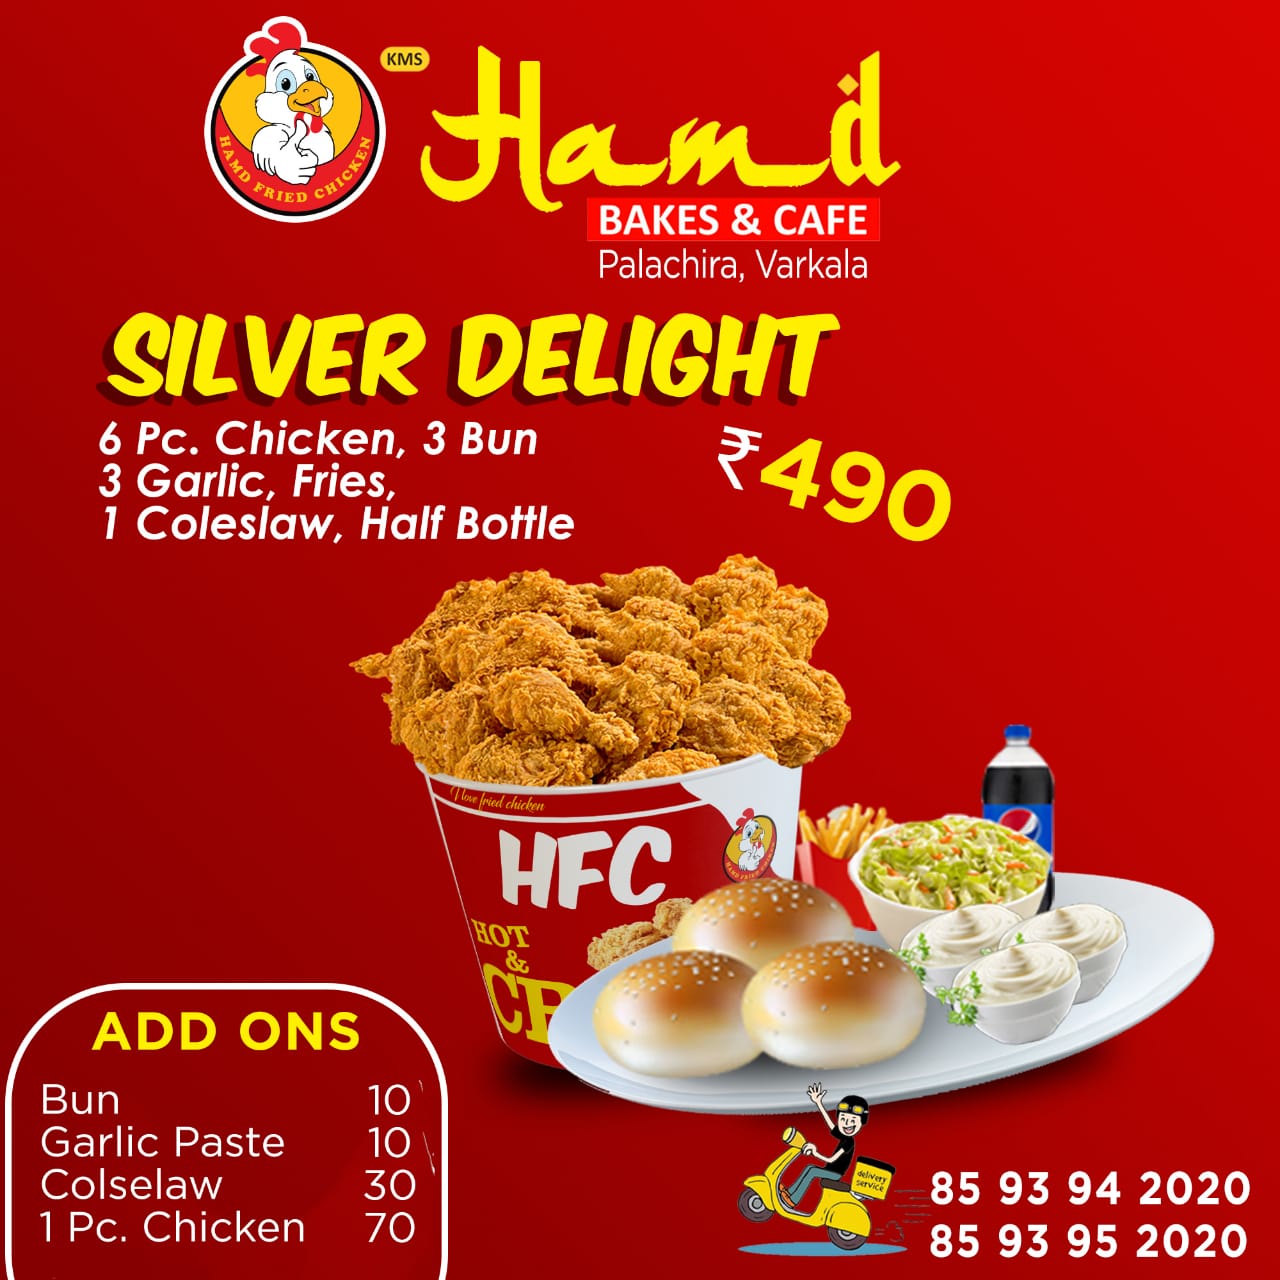 KMS
Hamd
HAMD FRIED CHICKEN
BAKES & CAFE
Palachira, Varkala
SILVER DELIGHT
6 Pc. Chicken, 3 Bun
3 Garlic, Fries,
1 Coleslaw, Half Bottle
₹490
I love fried chicken
HFC
HOT
&
ADD ONS
Bun 10
Garlic Paste 10
Colselaw 30
1 Pc. Chicken 70
delivery
service
85 93 94 2020
85 93 95 2020